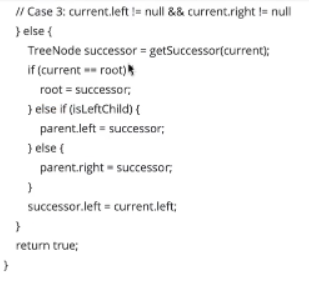 // Case 3: current.left != null && current.right != null
} else {
TreeNode successor = getSuccessor(current);
if (current == root)
root = successor;
} else if (isLeftChild) {
parent.left = successor;
} else {
parent.right = successor;
}
successor.left = current.left;
}
return true;
}